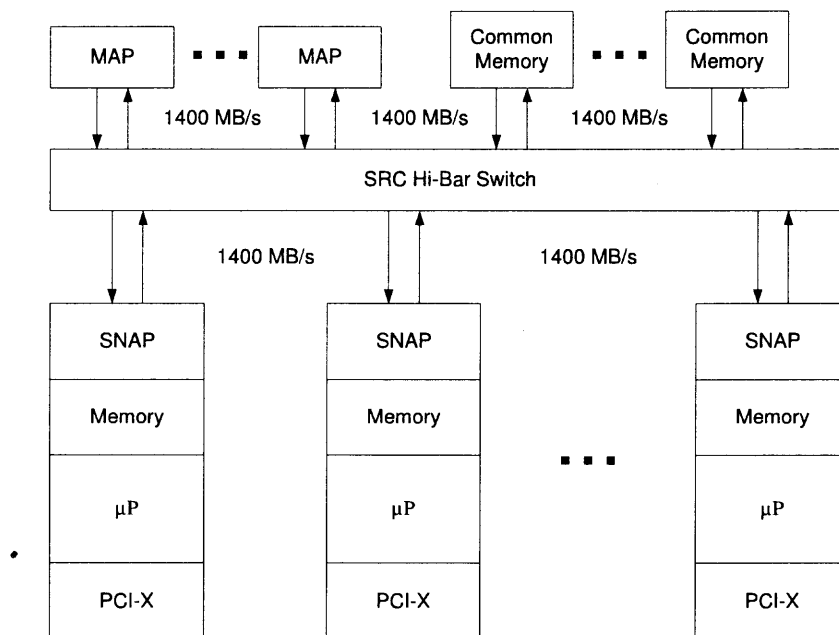 MAP
MAP
Common
Memory
Common
Memory
1400 MB/s
1400 MB/s
1400 MB/s
SRC Hi-Bar Switch
1400 MB/s
1400 MB/s
SNAP
SNAP
SNAP
Memory
Memory
Memory
μP
μP
μP
PCI-X
PCI-X
PCI-X